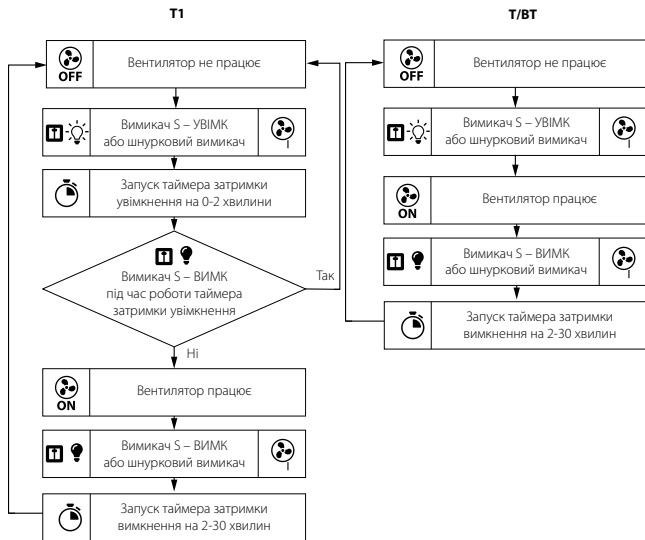 T1
OFF
Вентилятор не працює
Вимикач S – УВІМК
або шнурковий вимикач
Запуск таймера затримки
увімкнення на 0-2 хвилини
Вимикач S – ВИМК
під час роботи таймера
затримки увімкнення
Так
Ні
ON
Вентилятор працює
Вимикач S – ВИМК
або шнурковий вимикач
Запуск таймера затримки
вимкнення на 2-30 хвилин
T/BT
OFF
Вентилятор не працює
Вимикач S – УВІМК
або шнурковий вимикач
ON
Вентилятор працює
Вимикач S – ВИМК
або шнурковий вимикач
Запуск таймера затримки
вимкнення на 2-30 хвилин